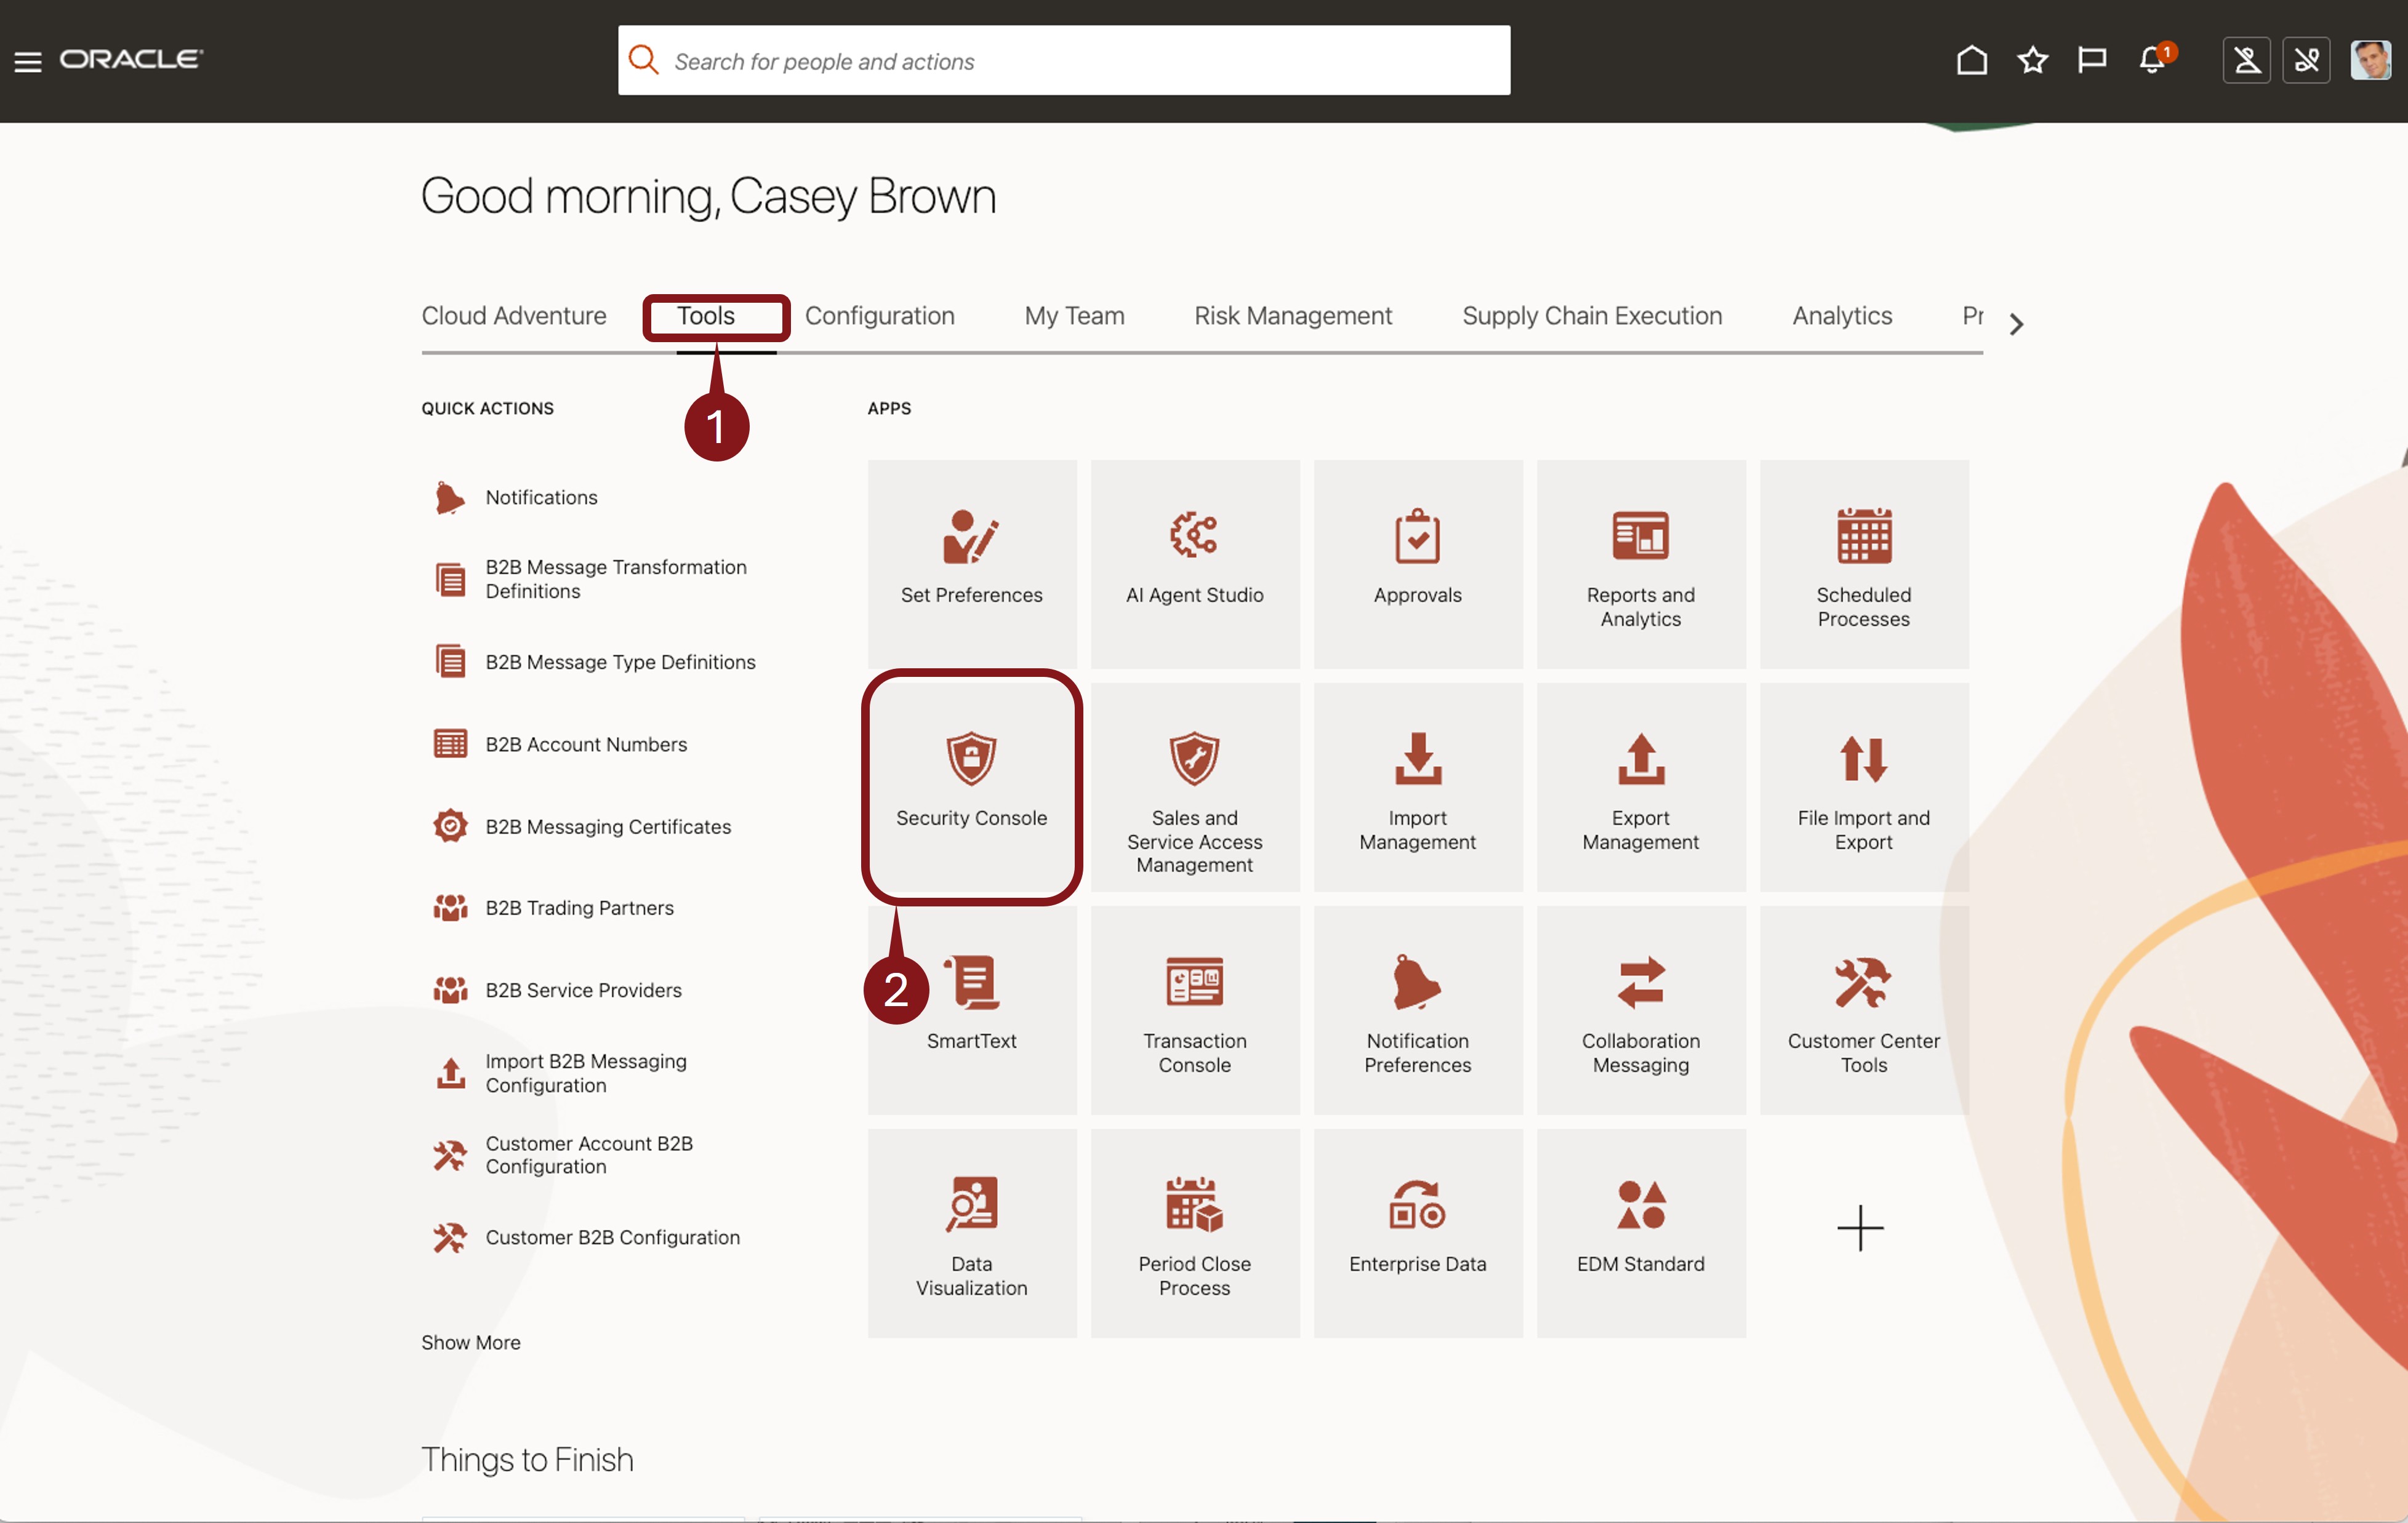 ORACLE
Search for people and actions
1
Good morning, Casey Brown
Cloud Adventure
Tools
Configuration
My Team
Risk Management
Supply Chain Execution
Analytics
Pr
1
QUICK ACTIONS
Notifications
B2B Message Transformation
Definitions
B2B Message Type Definitions
B2B Account Numbers
B2B Messaging Certificates
B2B Trading Partners
B2B Service Providers
Import B2B Messaging
Configuration
Customer Account B2B
Configuration
Customer B2B Configuration
Show More
APPS
Set Preferences
AI Agent Studio
Approvals
Reports and
Analytics
Scheduled
Processes
Security Console
Sales and
Service Access
Management
Import
Management
Export
Management
File Import and
Export
2
SmartText
Transaction
Console
Notification
Preferences
Collaboration
Messaging
Customer Center
Tools
Data
Visualization
Period Close
Process
Enterprise Data
EDM Standard
Things to Finish